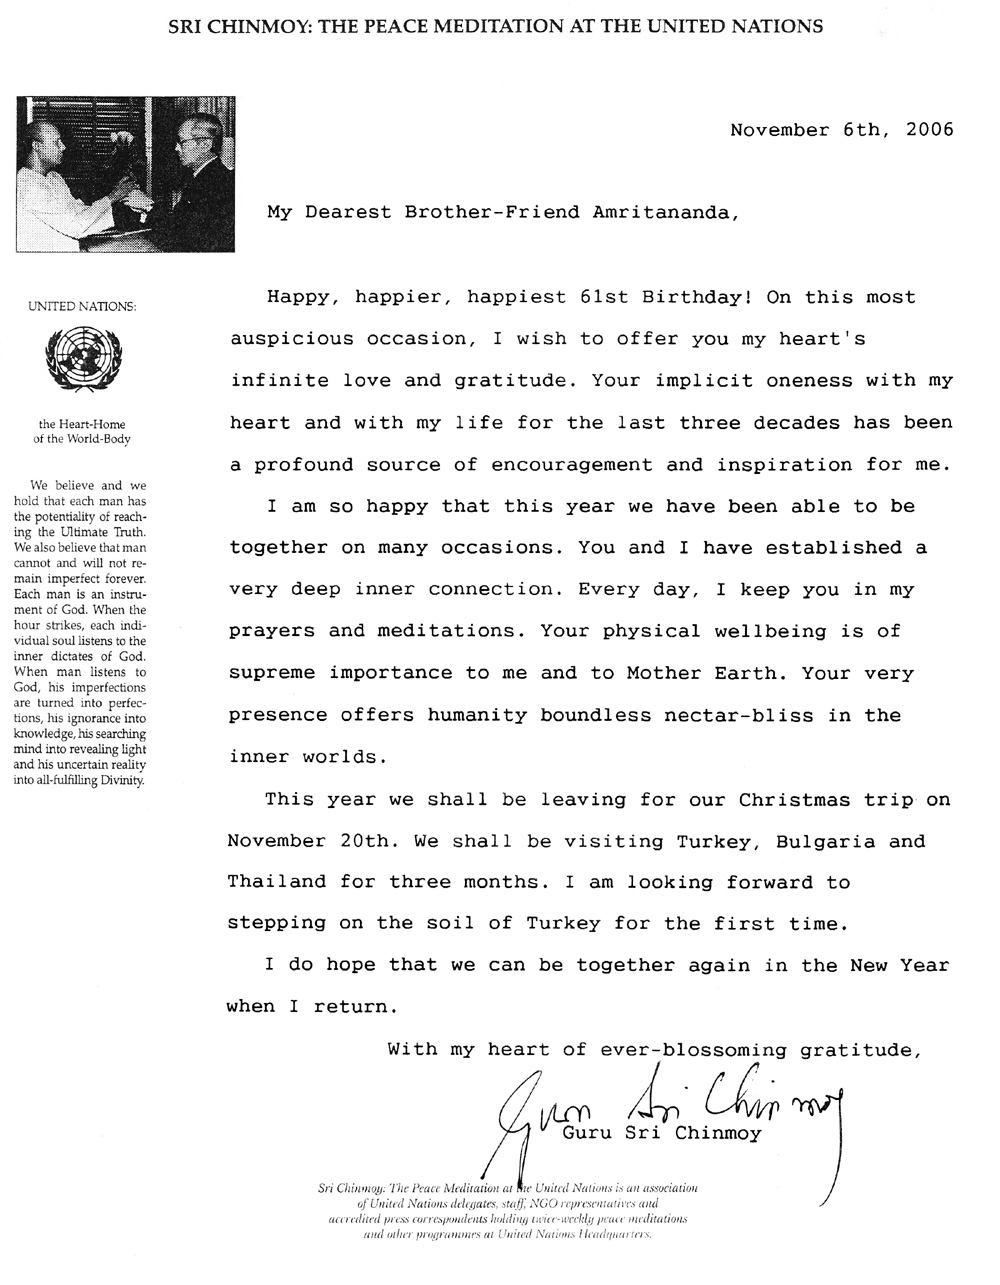 SRI CHINMOY: THE PEACE MEDITATION AT THE UNITED NATIONS
November 6th, 2006
My Dearest Brother-Friend Amritananda,
UNITED NATIONS:
the Heart-Home
of the World-Body
We believe and we
hold that each man has
the potentiality of reach-
ing the Ultimate Truth.
We also believe that man
cannot and will not re-
main imperfect forever.
Each man is an instru-
ment of God. When the
hour strikes, each indi-
vidual soul listens to the
inner dictates of God.
When man listens to
God, his imperfections
are turned into perfec-
tions, his ignorance into
knowledge, his searching
mind into revealing light
and his uncertain reality
into all-fulfilling Divinity.
Happy, happier, happiest 61st Birthday! On this most
auspicious occasion, I wish to offer you my heart's
infinite love and gratitude. Your implicit oneness with my
heart and with my life for the last three decades has been
a profound source of encouragement and inspiration for me.
I am so happy that this year we have been able to be
together on many occasions. You and I have established a
very deep inner connection. Every day, I keep you in my
prayers and meditations. Your physical wellbeing is of
supreme importance to me and to Mother Earth. Your very
presence offers humanity boundless nectar-bliss in the
inner worlds.
This year we shall be leaving for our Christmas trip on
November 20th. We shall be visiting Turkey, Bulgaria and
Thailand for three months. I am looking forward to
stepping on the soil of Turkey for the first time.
I do hope that we can be together again in the New Year
when I return.
With my heart of ever-blossoming gratitude,
Guru Sri Chinmoy
Guru Sri Chinmoy
Sri Chinmoy: The Peace Meditation at the United Nations is an association
of United Nations delegates, staff, NGO representatives and
accredited press correspondents holding twice-weekly peace meditations
and other programmes at United Nations Headquarters.